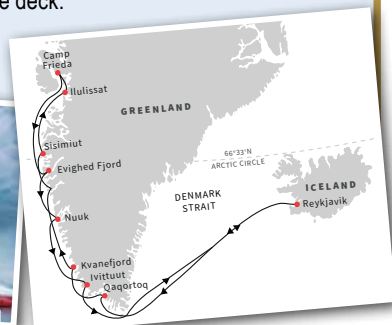 e deck.
Camp
Frieda
Ilulissat
GREENLAND
Sisimiut
66°33'N
ARCTIC CIRCLE
Evighed Fjord
DENMARK
STRAIT
ICELAND
Reykjavik
Nuuk
Kvanefjord
Ivittuut
Qaqortoq